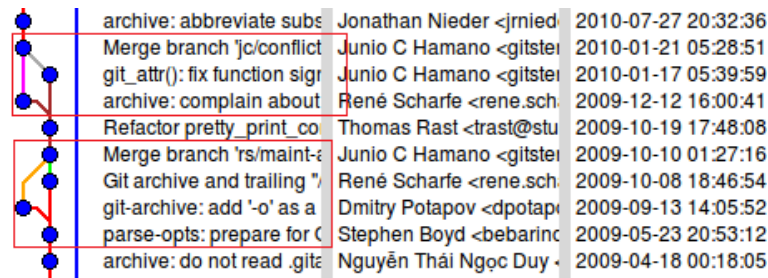 archive: abbreviate subs Jonathan Nieder <jrnied 2010-07-27 20:32:36
Merge branch 'jc/conflict Junio C Hamano <gitster 2010-01-21 05:28:51
git_attr(): fix function sign Junio C Hamano <gitster 2010-01-17 05:39:59
archive: complain about René Scharfe <rene.sch 2009-12-12 16:00:41
Refactor pretty_print_co Thomas Rast <trast@stu 2009-10-19 17:48:08
Merge branch 'rs/maint-a Junio C Hamano <gitster 2009-10-10 01:27:16
Git archive and trailing "/ René Scharfe <rene.sch 2009-10-08 18:46:54
git-archive: add '-o' as a Dmitry Potapov <dpotapo 2009-09-13 14:05:52
parse-opts: prepare for O Stephen Boyd <bebarinc 2009-05-23 20:53:12
archive: do not read .gita Nguyễn Thái Ngọc Duy < 2009-04-18 00:18:05